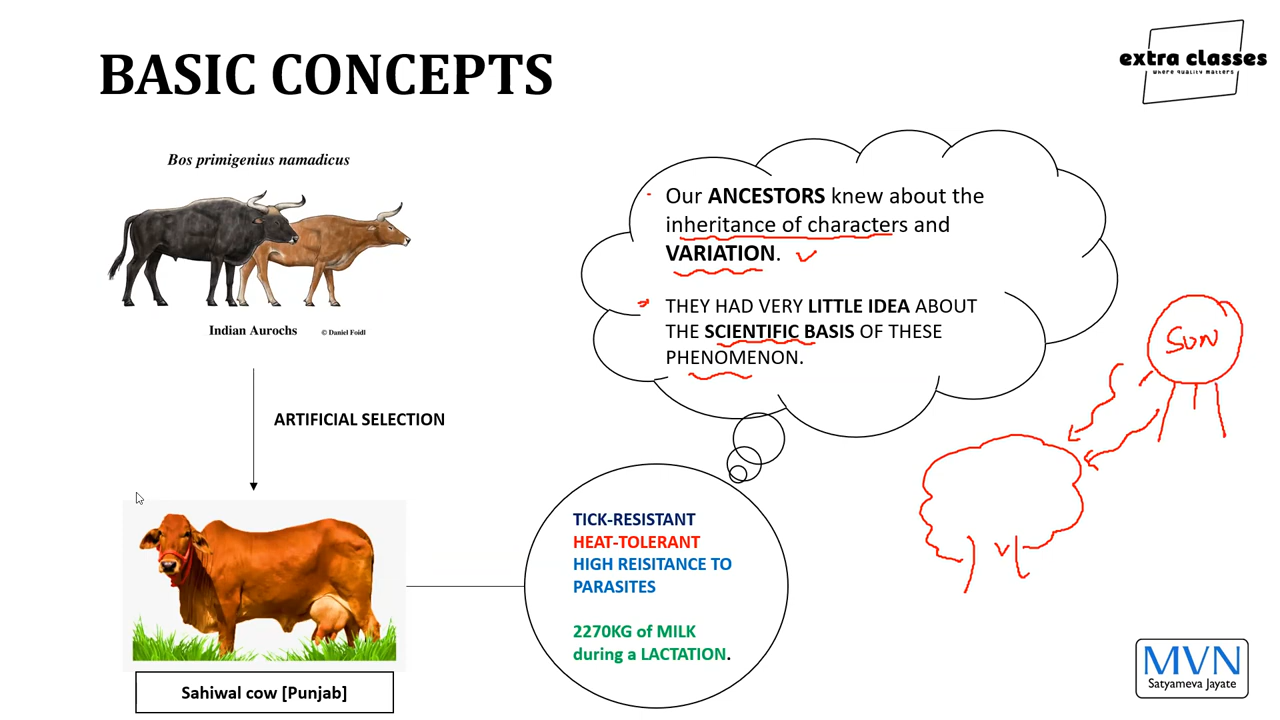 BASIC CONCEPTS
extra classes
where quality matters
Bos primigenius namadicus
Indian Aurochs © Daniel Foidl
ARTIFICIAL SELECTION
Sahiwal cow [Punjab]
Our ANCESTORS knew about the
inheritance of characters and
VARIATION.
THEY HAD VERY LITTLE IDEA ABOUT
THE SCIENTIFIC BASIS OF THESE
PHENOMENON.
SUN
TICK-RESISTANT
HEAT-TOLERANT
HIGH REISITANCE TO
PARASITES
2270KG of MILK
during a LACTATION.
MVN
Satyameva Jayate